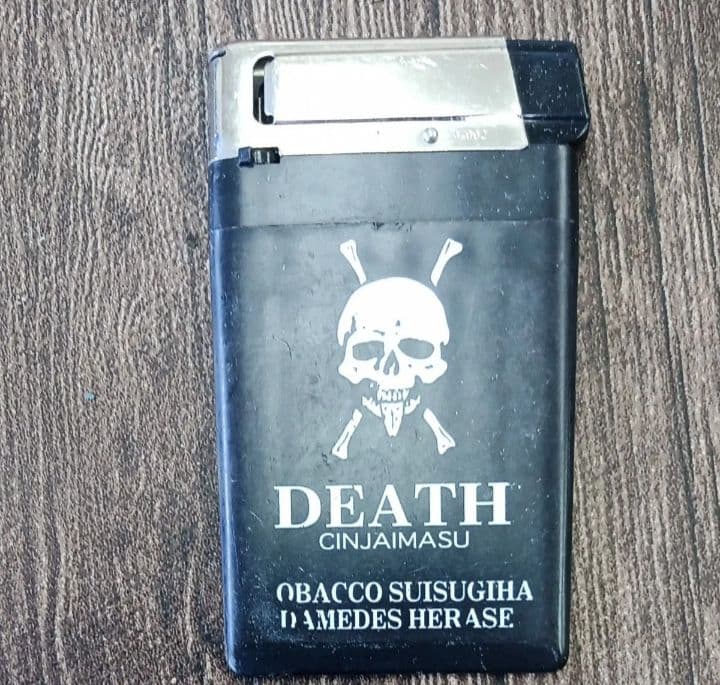 DEATH
CINJAIMASU
OBACCO SUISUGIHA
DAMEDES HERASE